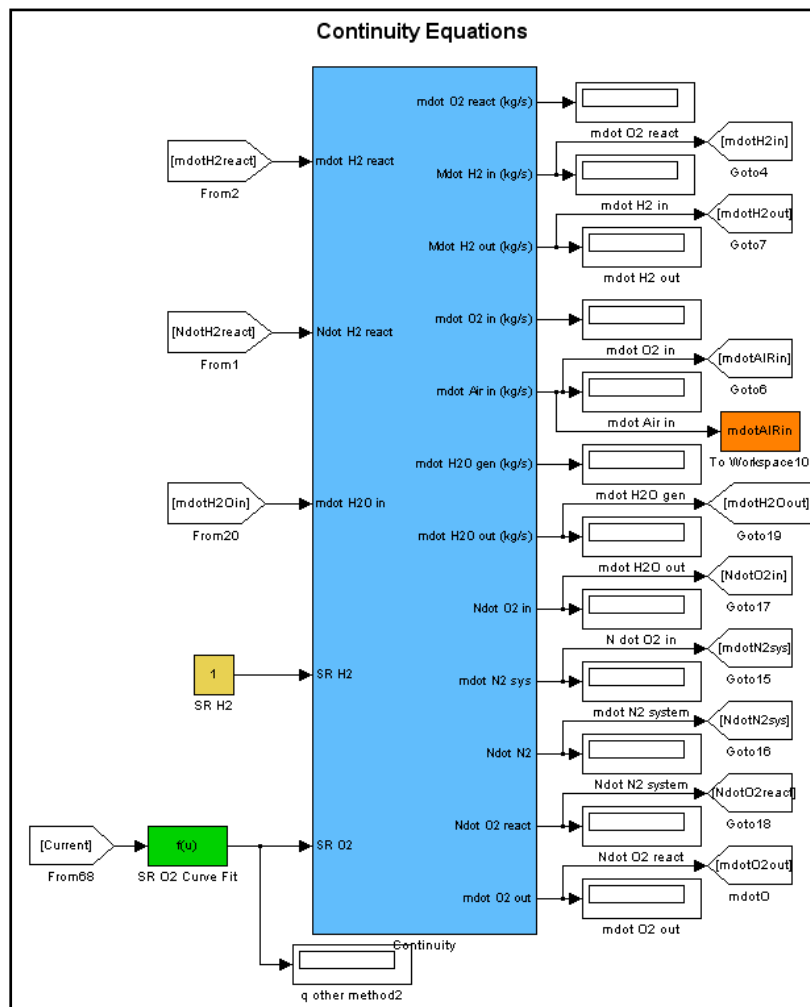 Continuity Equations
mdot O2 react (kg/s)
mdot O2 react
[mdotH2react]
From2
mdot H2 react
Mdot H2 in (kg/s)
[mdotH2in]
Goto4
mdot H2 in
Mdot H2 out (kg/s)
[mdotH2out]
Goto7
mdot H2 out
[NdotH2react]
From1
Ndot H2 react
mdot O2 in (kg/s)
mdot O2 in
mdot Air in (kg/s)
[mdotAIRin]
Goto6
mdot Air in
mdotAIRin
To Workspace10
mdot H2O gen (kg/s)
mdot H2O gen
[mdotH2Oin]
From20
mdot H2O in
mdot H2O out (kg/s)
[mdotH2Oout]
Goto19
mdot H2O out
Ndot O2 in
[NdotO2in]
Goto17
N dot O2 in
1
SR H2
SR H2
mdot N2 sys
[mdotN2sys]
Goto15
mdot N2 system
Ndot N2
[NdotN2sys]
Goto16
Ndot N2 system
[Current]
From68
f(u)
SR O2 Curve Fit
SR O2
Ndot O2 react
[NdotO2react]
Goto18
Ndot O2 react
mdot O2 out
[mdotO2out]
mdotO
mdot O2 out
Continuity
q other method2